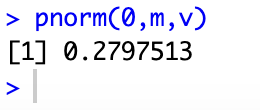 > pnorm(0,m,v)
[1] 0.2797513
>